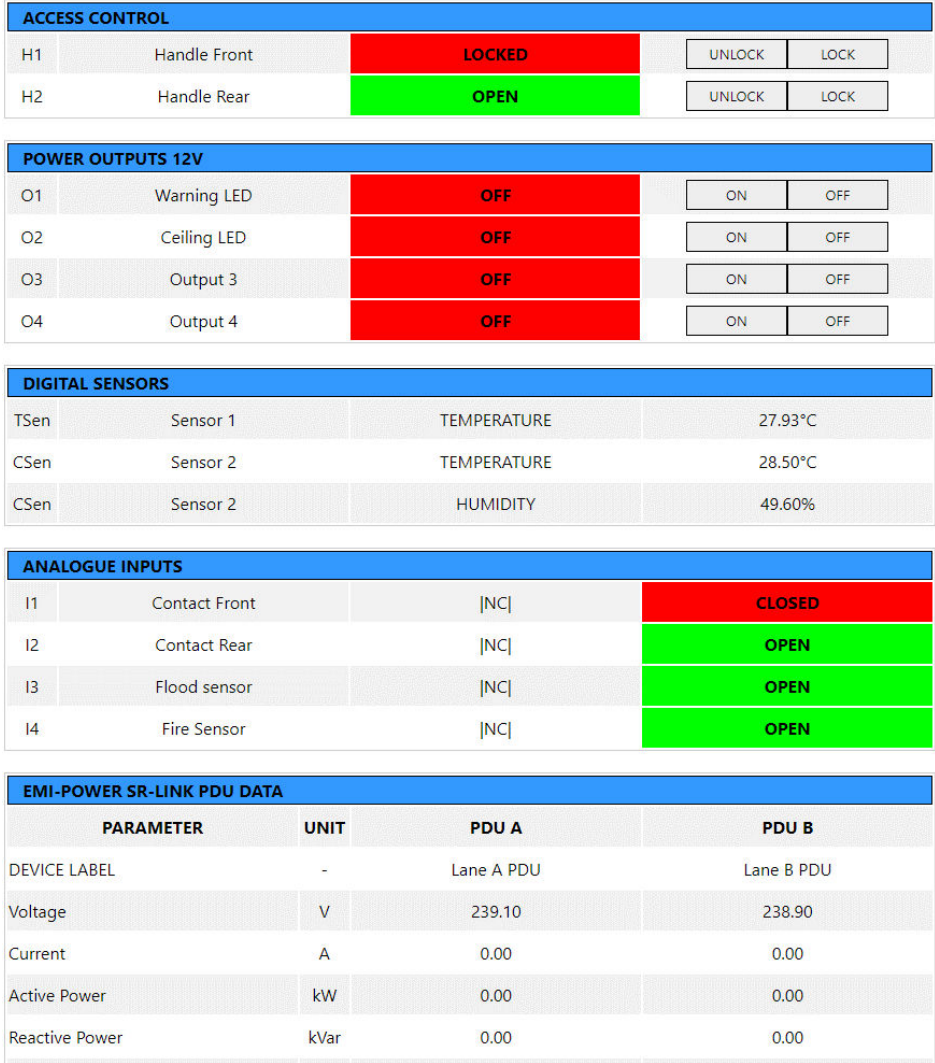 ACCESS CONTROL
H1 Handle Front LOCKED UNLOCK LOCK
H2 Handle Rear OPEN UNLOCK LOCK
POWER OUTPUTS 12V
O1 Warning LED OFF ON OFF
O2 Ceiling LED OFF ON OFF
O3 Output 3 OFF ON OFF
O4 Output 4 OFF ON OFF
DIGITAL SENSORS
TSen Sensor 1 TEMPERATURE 27.93°C
CSen Sensor 2 TEMPERATURE 28.50°C
CSen Sensor 2 HUMIDITY 49.60%
ANALOGUE INPUTS
I1 Contact Front |NC| CLOSED
I2 Contact Rear |NC| OPEN
I3 Flood sensor |NC| OPEN
I4 Fire Sensor |NC| OPEN
EMI-POWER SR-LINK PDU DATA
PARAMETER UNIT PDU A PDU B
DEVICE LABEL - Lane A PDU Lane B PDU
Voltage V 239.10 238.90
Current A 0.00 0.00
Active Power kW 0.00 0.00
Reactive Power kVar 0.00 0.00